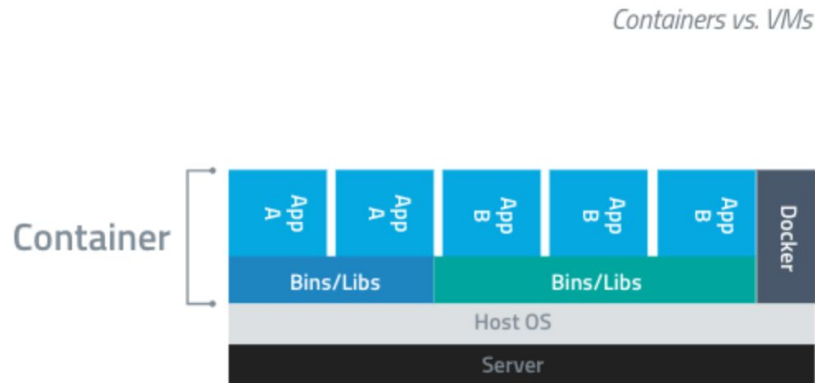 Containers vs. VMs
Container
App
A
App
A
App
B
App
B
App
B
Docker
Bins/Libs
Bins/Libs
Host OS
Server